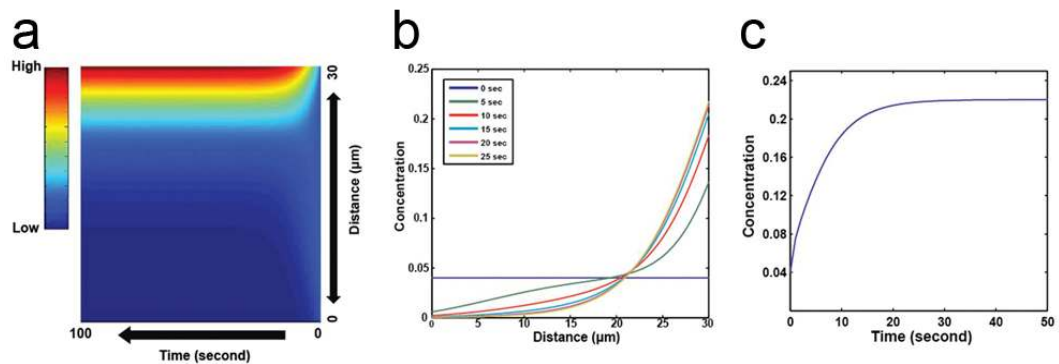 a
High
Low
30
Distance (µm)
0
100
0
Time (second)
b
0.25
0.2
0.15
0.1
0.05
0
Concentration
0 sec
5 sec
10 sec
15 sec
20 sec
25 sec
0
5
10
15
20
25
30
Distance (µm)
c
0.24
0.20
0.16
0.12
0.08
0.04
Concentration
0
10
20
30
40
50
Time (second)